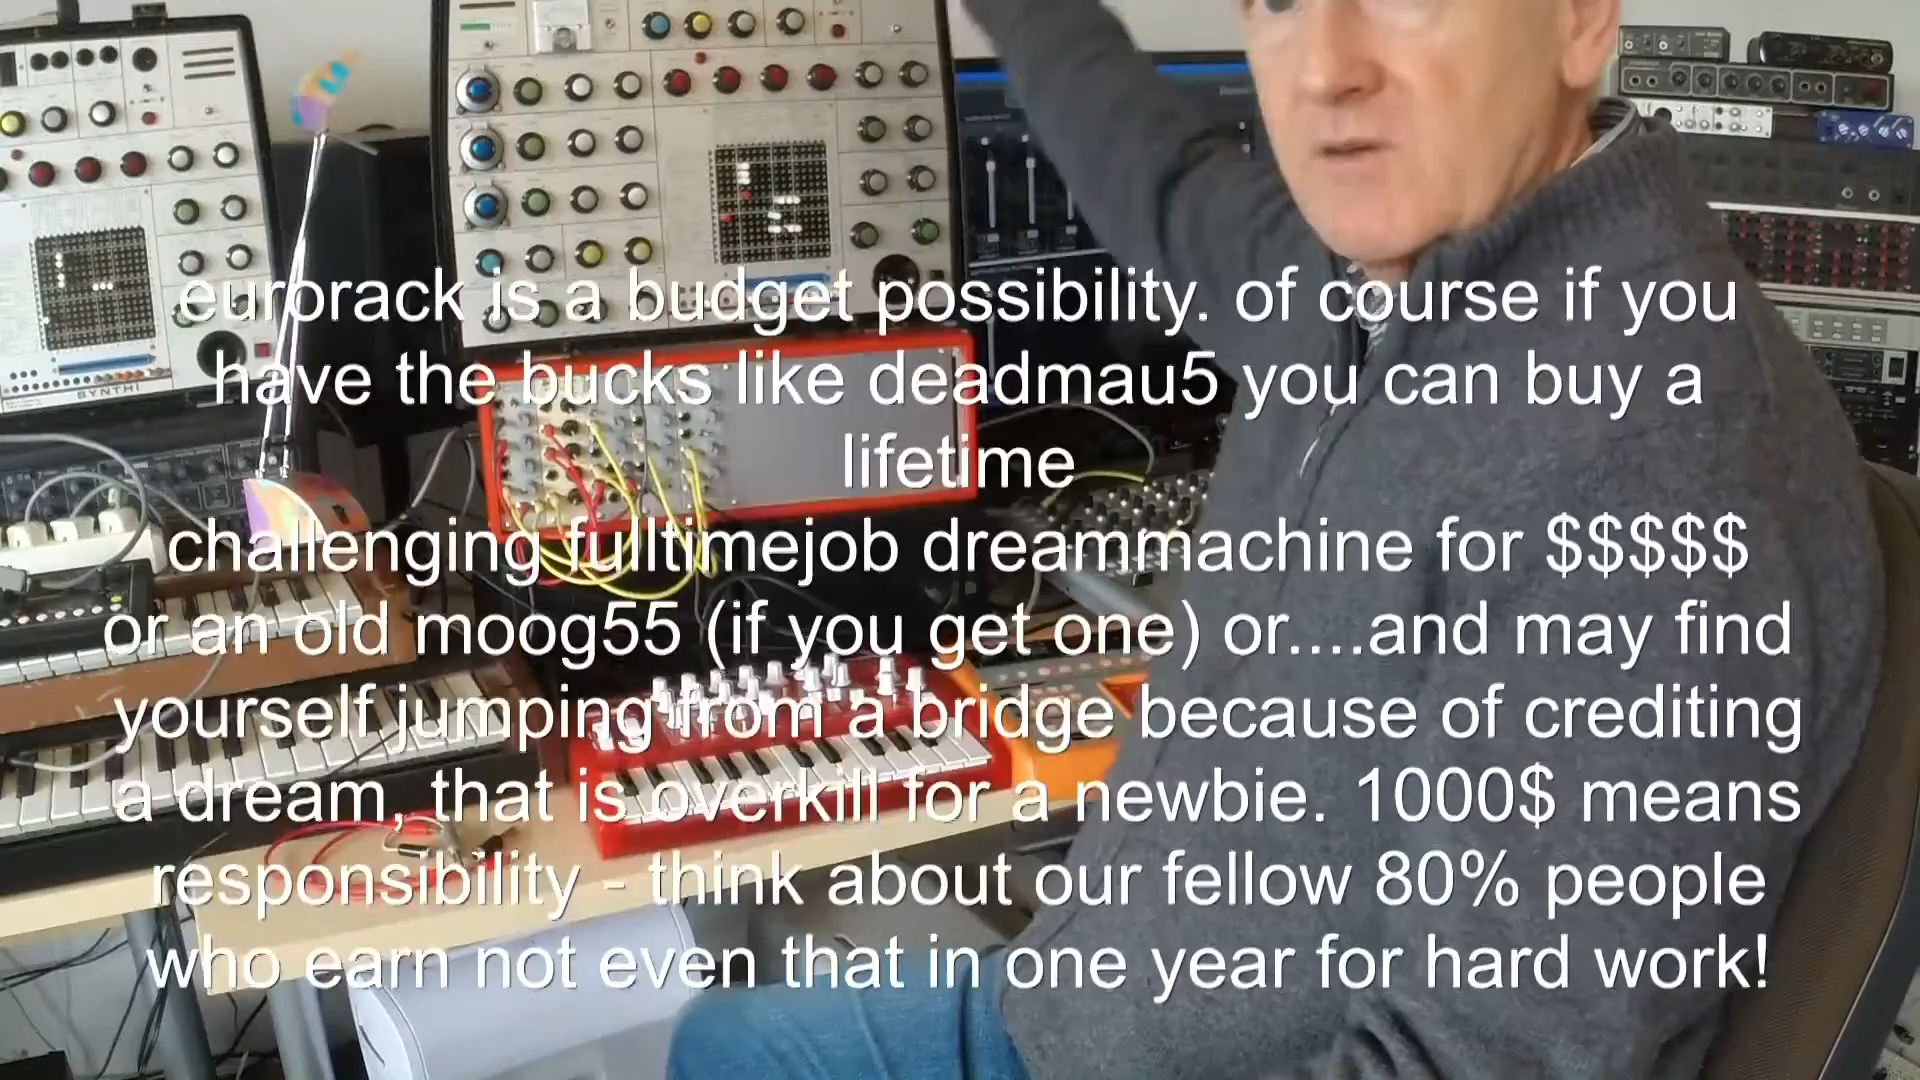 SYNTHI
eurorack is a budget possibility. of course if you
have the bucks like deadmau5 you can buy a
lifetime
challenging fulltimejob dreammachine for $$$$$
or an old moog55 (if you get one) or....and may find
yourself jumping from a bridge because of crediting
a dream, that is overkill for a newbie. 1000$ means
responsibility - think about our fellow 80% people
who earn not even that in one year for hard work!